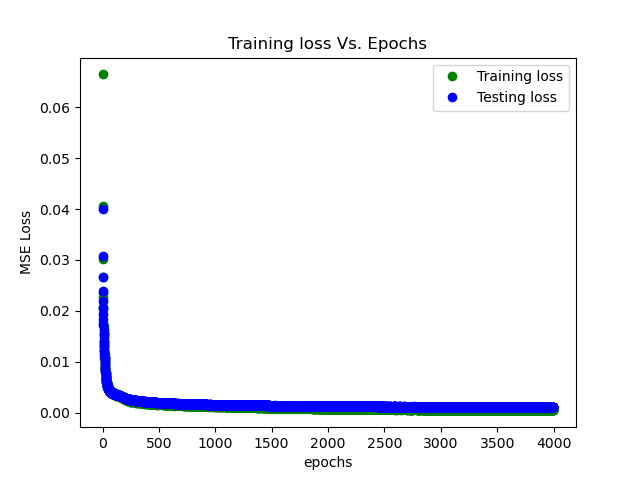 Training loss Vs. Epochs
Training loss
Testing loss
MSE Loss
0.06
0.05
0.04
0.03
0.02
0.01
0.00
0 500 1000 1500 2000 2500 3000 3500 4000
epochs